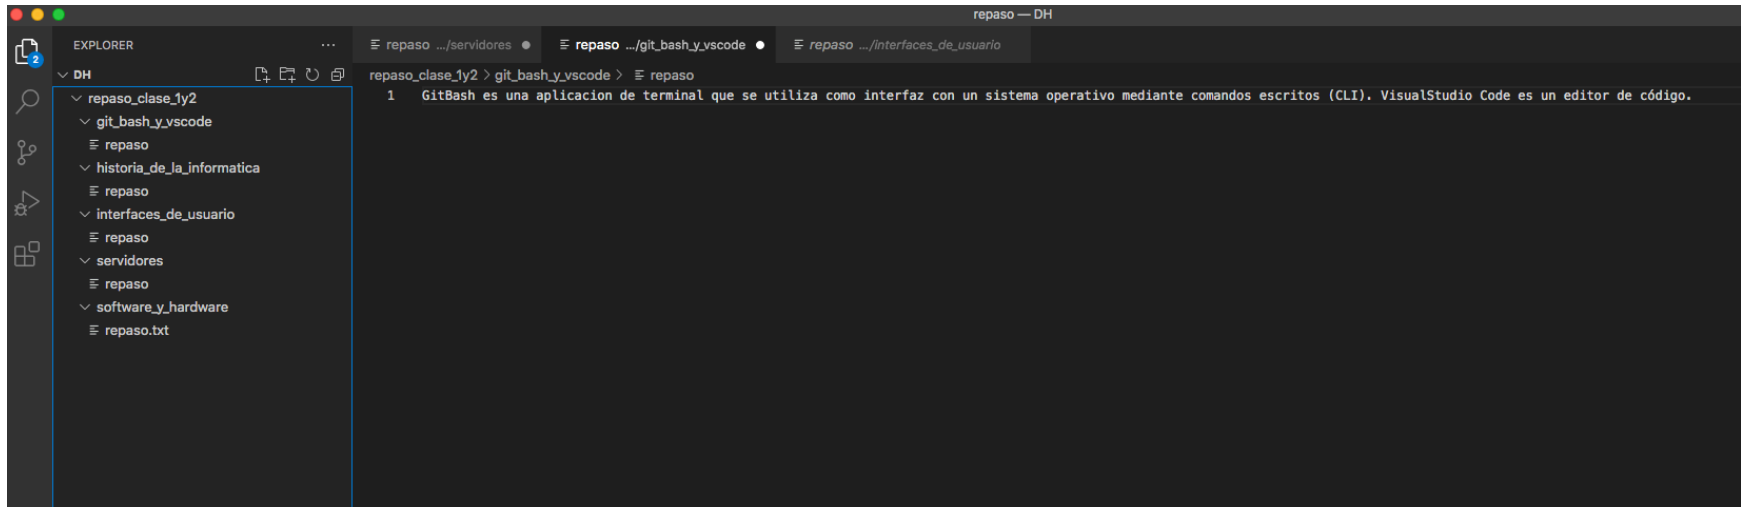 repaso — DH
EXPLORER ...
repaso .../servidores
repaso .../git_bash_y_vscode
repaso .../interfaces_de_usuario
2
DH
repaso_clase_1y2 > git_bash_y_vscode > repaso
repaso_clase_1y2
git_bash_y_vscode
repaso
historia_de_la_informatica
repaso
interfaces_de_usuario
repaso
servidores
repaso
software_y_hardware
repaso.txt
1 GitBash es una aplicacion de terminal que se utiliza como interfaz con un sistema operativo mediante comandos escritos (CLI). VisualStudio Code es un editor de código.